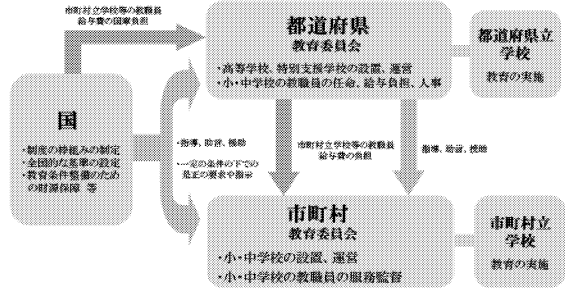 市町村立学校等の教職員
給与費の国庫負担
都道府県
教育委員会
・高等学校、特別支援学校の設置、運営
・小・中学校の教職員の任命、給与負担、人事
都道府県立
学校
教育の実施
国
・制度の枠組みの制定
・全国的な基準の設定
・教育条件整備のため
の財源保障 等
・指導、助言、援助
・一定の条件の下での
是正の要求や指示
市町村立学校等の教職員
給与費の負担
指導、助言、援助
市町村
教育委員会
・小・中学校の設置、運営
・小・中学校の教職員の服務監督
市町村立
学校
教育の実施